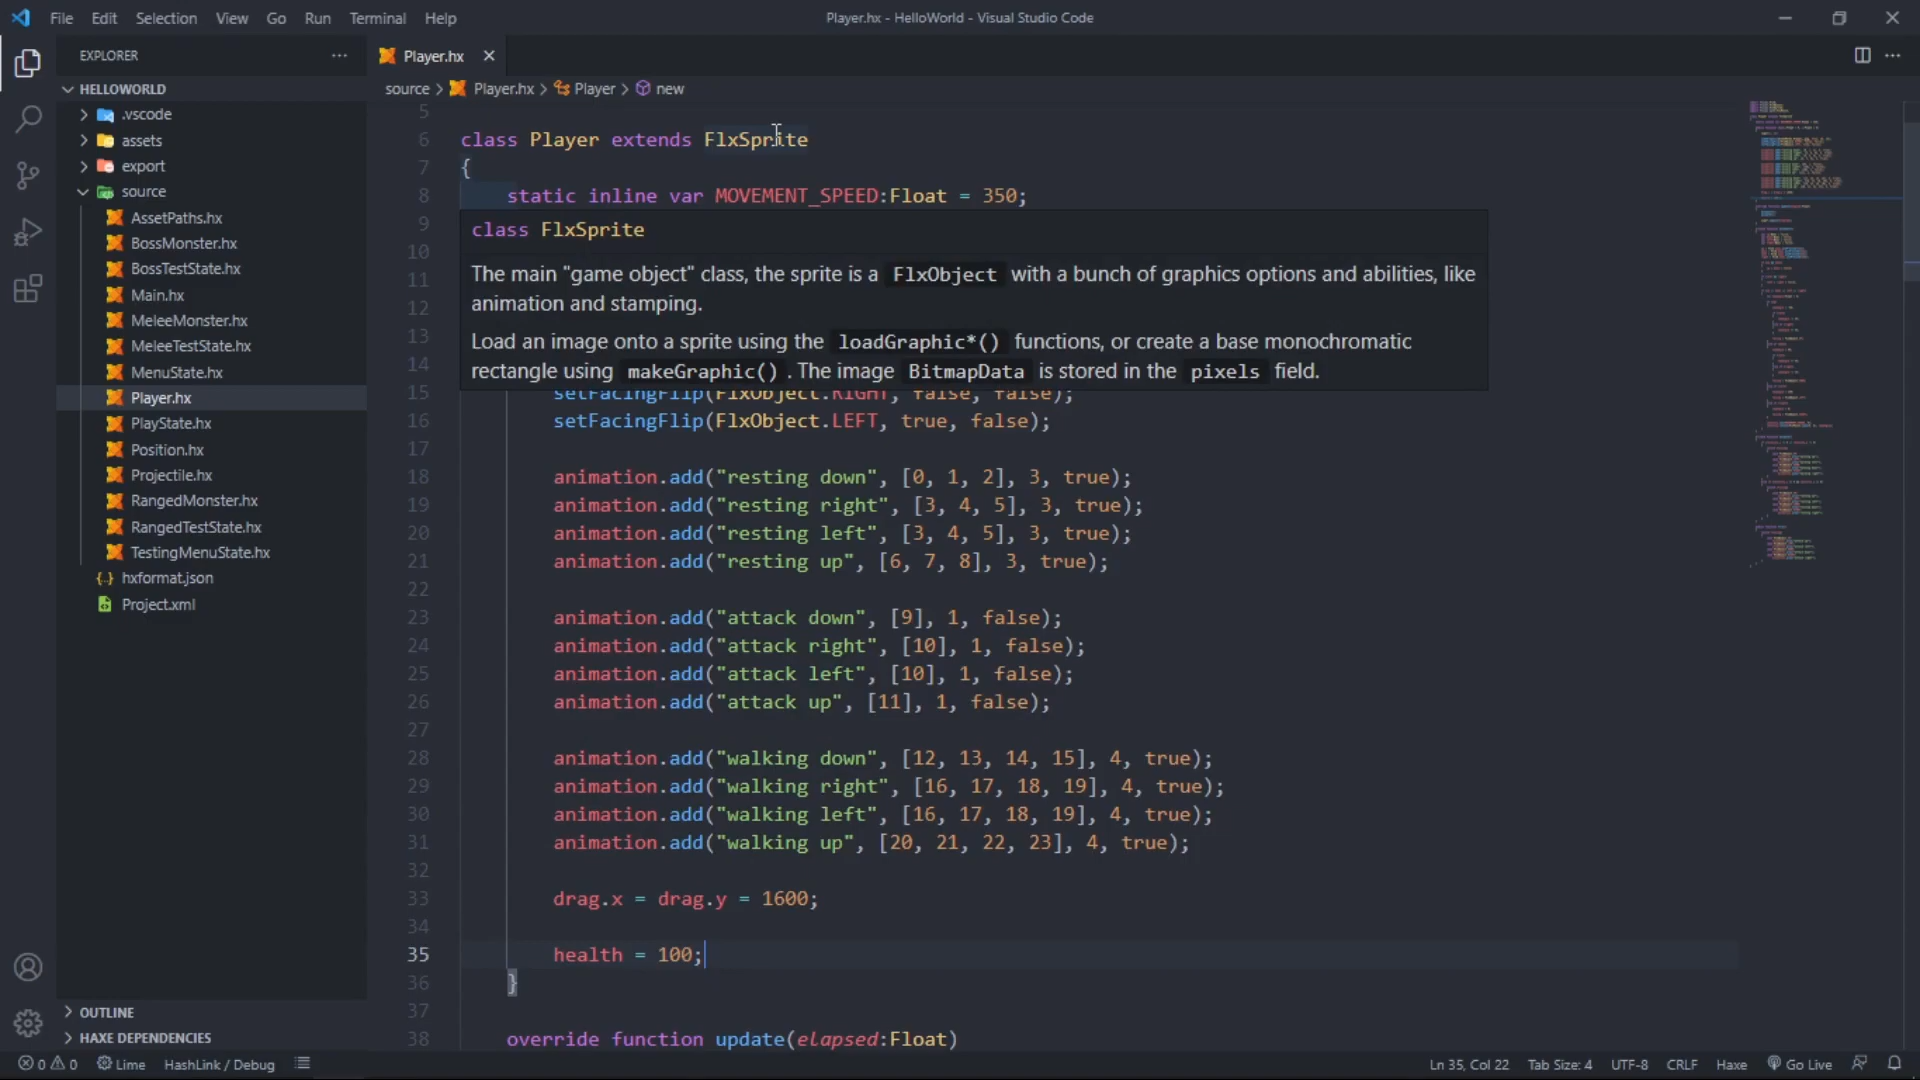 File Edit Selection View Go Run Terminal Help
Player.hx - HelloWorld - Visual Studio Code
EXPLORER
HELLOWORLD
.vscode
assets
export
source
AssetPaths.hx
BossMonster.hx
BossTestState.hx
Main.hx
MeleeMonster.hx
MeleeTestState.hx
MenuState.hx
Player.hx
PlayState.hx
Position.hx
Projectile.hx
RangedMonster.hx
RangedTestState.hx
TestingMenuState.hx
hxformat.json
Project.xml
OUTLINE
HAXE DEPENDENCIES
Player.hx
source > Player.hx > Player > new
5
6 class Player extends FlxSprite
7 {
8 static inline var MOVEMENT_SPEED:Float = 350;
9
class FlxSprite
10
The main "game object" class, the sprite is a FlxObject with a bunch of graphics options and abilities, like
11
animation and stamping.
12
Load an image onto a sprite using the loadGraphic*() functions, or create a base monochromatic
13
rectangle using makeGraphic(). The image BitmapData is stored in the pixels field.
14
15 setFacingFlip(FlxObject.RIGHT, false, false);
16 setFacingFlip(FlxObject.LEFT, true, false);
17
18 animation.add("resting down", [0, 1, 2], 3, true);
19 animation.add("resting right", [3, 4, 5], 3, true);
20 animation.add("resting left", [3, 4, 5], 3, true);
21 animation.add("resting up", [6, 7, 8], 3, true);
22
23 animation.add("attack down", [9], 1, false);
24 animation.add("attack right", [10], 1, false);
25 animation.add("attack left", [10], 1, false);
26 animation.add("attack up", [11], 1, false);
27
28 animation.add("walking down", [12, 13, 14, 15], 4, true);
29 animation.add("walking right", [16, 17, 18, 19], 4, true);
30 animation.add("walking left", [16, 17, 18, 19], 4, true);
31 animation.add("walking up", [20, 21, 22, 23], 4, true);
32
33 drag.x = drag.y = 1600;
34
35 health = 100;
36 }
37
38 override function update(elapsed:Float)
0 0 Lime HashLink / Debug
Ln 35, Col 22 Tab Size: 4 UTF-8 CRLF Haxe Go Live